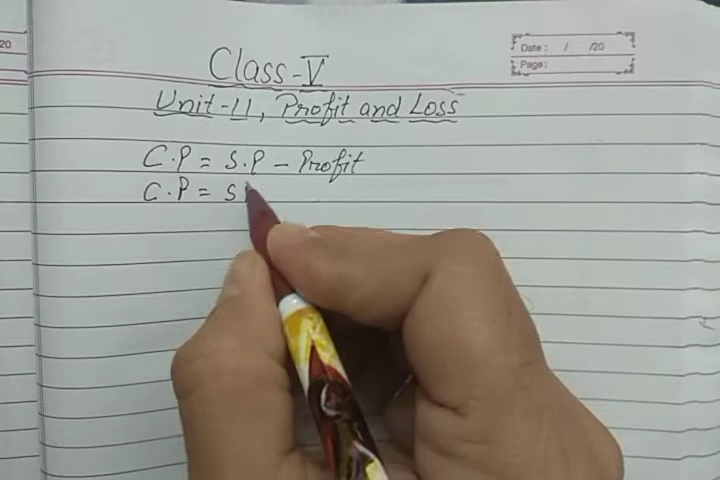 20
Date : / /20
Page:
Class-V
Unit-11, Profit and Loss
C.P = S.P - Profit
C.P = S